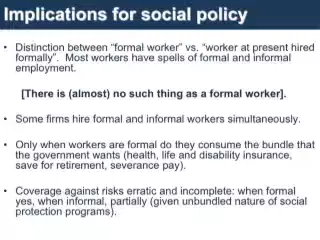 Implications for social policy
• Distinction between “formal worker” vs. “worker at present hired
formally”. Most workers have spells of formal and informal
employment.
[There is (almost) no such thing as a formal worker].
• Some firms hire formal and informal workers simultaneously.
• Only when workers are formal do they consume the bundle that
the government wants (health, life and disability insurance,
save for retirement, severance pay).
• Coverage against risks erratic and incomplete: when formal
yes, when informal, partially (given unbundled nature of social
protection programs).